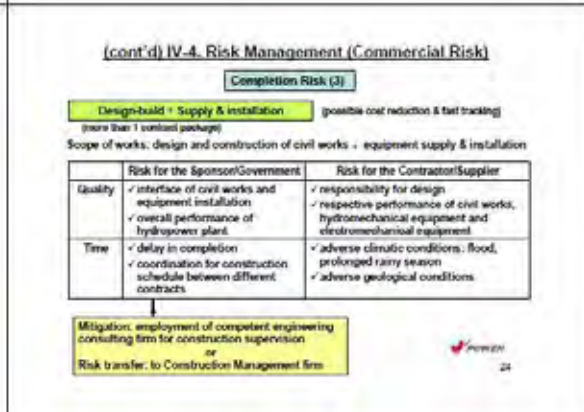 (cont'd) IV-4. Risk Management (Commercial Risk)
Completion Risk (3)
Design-build + Supply & installation (possible cost reduction & fast tracking)
(more than 1 contract package)
Scope of works: design and construction of civil works + equipment supply & installation
Risk for the Sponsor/Government
Risk for the Contractor/Supplier
Quality
✓interface of civil works and
equipment installation
✓overall performance of
hydropower plant
✓responsibility for design
✓respective performance of civil works,
hydromechanical equipment and
electromechanical equipment
Time
✓delay in completion
✓coordination for construction
schedule between different
contracts
✓adverse climatic conditions: flood,
prolonged rainy season
✓adverse geological conditions
Mitigation: employment of competent engineering
consulting firm for construction supervision
or
Risk transfer: to Construction Management firm
POWER
24